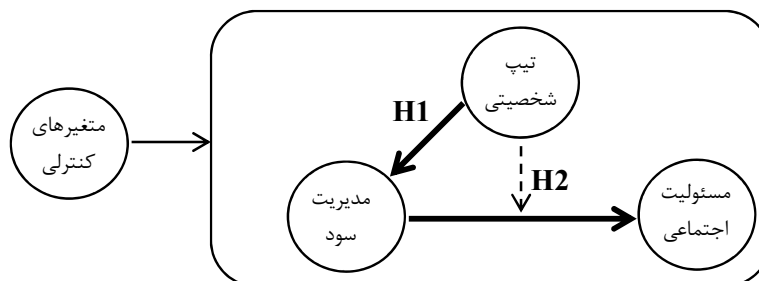 تیپ
شخصیتی
H1
متغیرهای
کنترلی
H2
مدیریت
سود
مسئولیت
اجتماعی